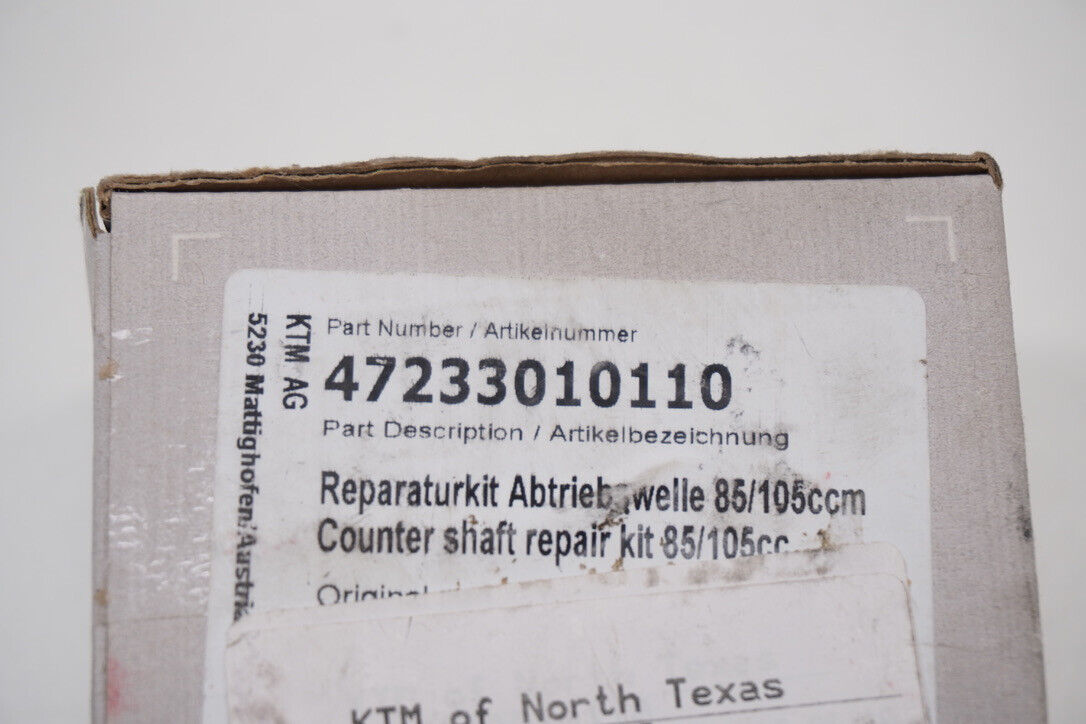 KTM AG
5230 Mattighofen/Austria
Part Number / Artikelnummer
47233010110
Part Description / Artikelbezeichnung
Reparaturkit 85/105ccm
Counter shaft repair kit 85/105cc
Original
KTM of North Texas